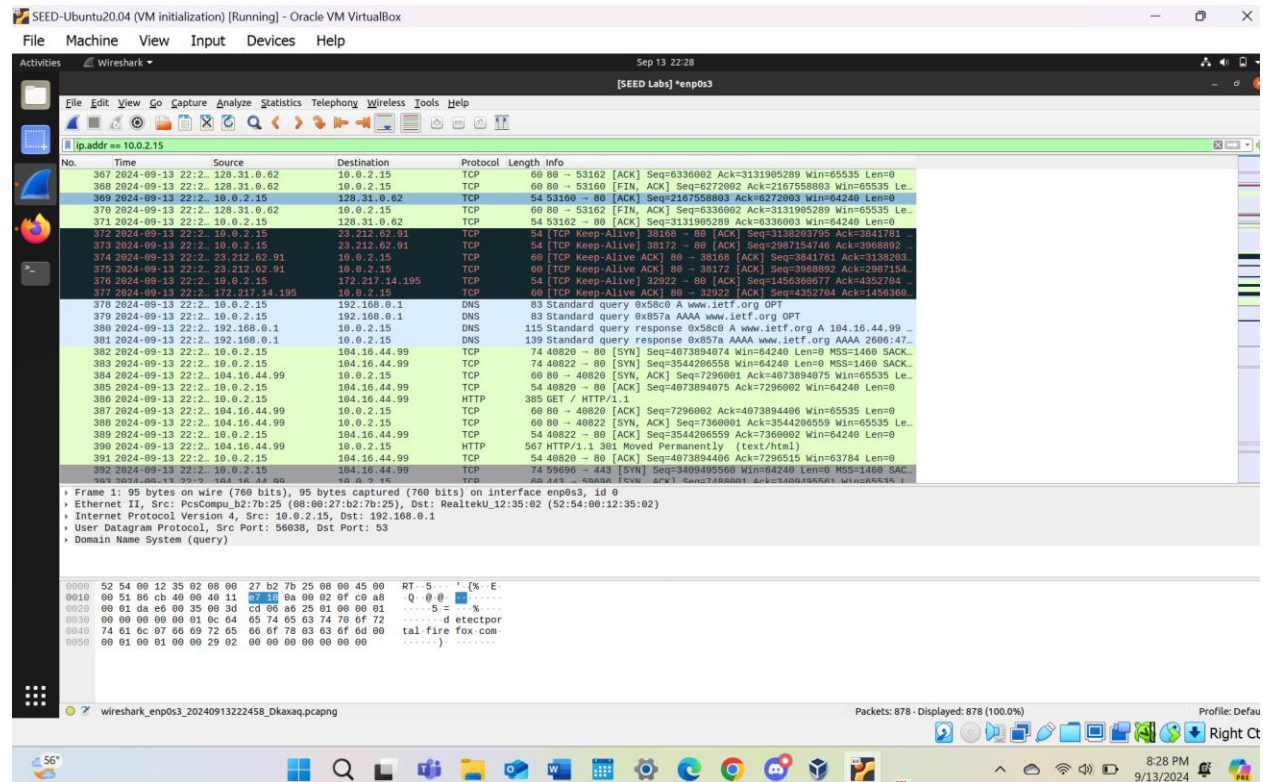 SEED-Ubuntu20.04 (VM initialization) [Running] - Oracle VM VirtualBox
File Machine View Input Devices Help
Activities Wireshark Sep 13 22:28
[SEED Labs] *enp0s3
File Edit View Go Capture Analyze Statistics Telephony Wireless Tools Help
ip.addr == 10.0.2.15
No. Time Source Destination Protocol Length Info
367 2024-09-13 22:2… 128.31.0.62 10.0.2.15 TCP 60 80 → 53162 [ACK] Seq=6336002 Ack=3131905289 Win=65535 Len=0
368 2024-09-13 22:2… 128.31.0.62 10.0.2.15 TCP 60 80 → 53160 [FIN, ACK] Seq=6272002 Ack=2167558803 Win=65535 Le…
369 2024-09-13 22:2… 10.0.2.15 128.31.0.62 TCP 54 53160 → 80 [ACK] Seq=2167558803 Ack=6272003 Win=64240 Len=0
370 2024-09-13 22:2… 128.31.0.62 10.0.2.15 TCP 60 80 → 53162 [FIN, ACK] Seq=6336002 Ack=3131905289 Win=65535 Le…
371 2024-09-13 22:2… 10.0.2.15 128.31.0.62 TCP 54 53162 → 80 [ACK] Seq=3131905289 Ack=6336003 Win=64240 Len=0
372 2024-09-13 22:2… 10.0.2.15 23.212.62.91 TCP 54 [TCP Keep-Alive] 38168 → 80 [ACK] Seq=3138203795 Ack=3841781 …
373 2024-09-13 22:2… 10.0.2.15 23.212.62.91 TCP 54 [TCP Keep-Alive] 38172 → 80 [ACK] Seq=2987154746 Ack=3968892 …
374 2024-09-13 22:2… 23.212.62.91 10.0.2.15 TCP 60 [TCP Keep-Alive ACK] 80 → 38168 [ACK] Seq=3841781 Ack=3138203…
375 2024-09-13 22:2… 23.212.62.91 10.0.2.15 TCP 60 [TCP Keep-Alive ACK] 80 → 38172 [ACK] Seq=3968892 Ack=2987154…
376 2024-09-13 22:2… 10.0.2.15 172.217.14.195 TCP 54 [TCP Keep-Alive] 32922 → 80 [ACK] Seq=1456360677 Ack=4352704 …
377 2024-09-13 22:2… 172.217.14.195 10.0.2.15 TCP 60 [TCP Keep-Alive ACK] 80 → 32922 [ACK] Seq=4352704 Ack=1456360…
378 2024-09-13 22:2… 10.0.2.15 192.168.0.1 DNS 83 Standard query 0x58c0 A www.ietf.org OPT
379 2024-09-13 22:2… 10.0.2.15 192.168.0.1 DNS 83 Standard query 0x857a AAAA www.ietf.org OPT
380 2024-09-13 22:2… 192.168.0.1 10.0.2.15 DNS 115 Standard query response 0x58c0 A www.ietf.org A 104.16.44.99 …
381 2024-09-13 22:2… 192.168.0.1 10.0.2.15 DNS 139 Standard query response 0x857a AAAA www.ietf.org AAAA 2606:47…
382 2024-09-13 22:2… 10.0.2.15 104.16.44.99 TCP 74 40820 → 80 [SYN] Seq=4073894074 Win=64240 Len=0 MSS=1460 SACK…
383 2024-09-13 22:2… 10.0.2.15 104.16.44.99 TCP 74 40822 → 80 [SYN] Seq=3544206558 Win=64240 Len=0 MSS=1460 SACK…
384 2024-09-13 22:2… 104.16.44.99 10.0.2.15 TCP 60 80 → 40820 [SYN, ACK] Seq=7296001 Ack=4073894075 Win=65535 Le…
385 2024-09-13 22:2… 10.0.2.15 104.16.44.99 TCP 54 40820 → 80 [ACK] Seq=4073894075 Ack=7296002 Win=64240 Len=0
386 2024-09-13 22:2… 10.0.2.15 104.16.44.99 HTTP 385 GET / HTTP/1.1
387 2024-09-13 22:2… 104.16.44.99 10.0.2.15 TCP 60 80 → 40820 [ACK] Seq=7296002 Ack=4073894406 Win=65535 Len=0
388 2024-09-13 22:2… 104.16.44.99 10.0.2.15 TCP 60 80 → 40822 [SYN, ACK] Seq=7360001 Ack=3544206559 Win=65535 Le…
389 2024-09-13 22:2… 10.0.2.15 104.16.44.99 TCP 54 40822 → 80 [ACK] Seq=3544206559 Ack=7360002 Win=64240 Len=0
390 2024-09-13 22:2… 104.16.44.99 10.0.2.15 HTTP 567 HTTP/1.1 301 Moved Permanently (text/html)
391 2024-09-13 22:2… 10.0.2.15 104.16.44.99 TCP 54 40820 → 80 [ACK] Seq=4073894406 Ack=7296515 Win=63784 Len=0
392 2024-09-13 22:2… 10.0.2.15 104.16.44.99 TCP 74 59696 → 443 [SYN] Seq=3409495560 Win=64240 Len=0 MSS=1460 SAC…
393 2024-09-13 22:2… 104.16.44.99 10.0.2.15 TCP 60 443 → 59696 [SYN, ACK] Seq=7488001 Ack=3409495561 Win=65535 L…
Frame 1: 95 bytes on wire (760 bits), 95 bytes captured (760 bits) on interface enp0s3, id 0
Ethernet II, Src: PcsCompu_b2:7b:25 (08:00:27:b2:7b:25), Dst: RealtekU_12:35:02 (52:54:00:12:35:02)
Internet Protocol Version 4, Src: 10.0.2.15, Dst: 192.168.0.1
User Datagram Protocol, Src Port: 56038, Dst Port: 53
Domain Name System (query)
0000 52 54 00 12 35 02 08 00 27 b2 7b 25 08 00 45 00 RT··5··· '·{%··E·
0010 00 51 86 cb 40 00 40 11 e7 18 0a 00 02 0f c0 a8 ·Q··@·@· ········
0020 00 01 da e6 00 35 00 3d cd 06 a6 25 01 00 00 01 ·····5·= ···%····
0030 00 00 00 00 00 01 0c 64 65 74 65 63 74 70 6f 72 ·······d etectpor
0040 74 61 6c 07 66 69 72 65 66 6f 78 03 63 6f 6d 00 tal·fire fox·com·
0050 00 01 00 01 00 00 29 02 00 00 00 00 00 00 00 ······)· ·······
wireshark_enp0s3_20240913222458_Dkaxaq.pcapng Packets: 878 · Displayed: 878 (100.0%) Profile: Defau
Right Ct
56° 8:28 PM
9/13/2024